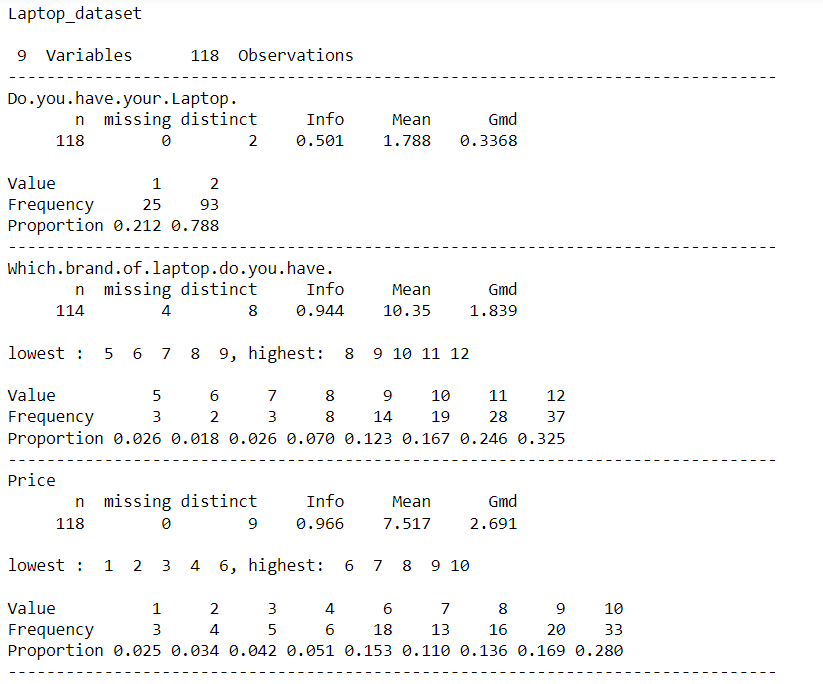 Laptop_dataset
9 Variables 118 Observations
--------------------------------------------------------------------------------
Do.you.have.your.Laptop.
n missing distinct Info Mean Gmd
118 0 2 0.501 1.788 0.3368
Value 1 2
Frequency 25 93
Proportion 0.212 0.788
--------------------------------------------------------------------------------
Which.brand.of.laptop.do.you.have.
n missing distinct Info Mean Gmd
114 4 8 0.944 10.35 1.839
lowest : 5 6 7 8 9, highest: 8 9 10 11 12
Value 5 6 7 8 9 10 11 12
Frequency 3 2 3 8 14 19 28 37
Proportion 0.026 0.018 0.026 0.070 0.123 0.167 0.246 0.325
--------------------------------------------------------------------------------
Price
n missing distinct Info Mean Gmd
118 0 9 0.966 7.517 2.691
lowest : 1 2 3 4 6, highest: 6 7 8 9 10
Value 1 2 3 4 6 7 8 9 10
Frequency 3 4 5 6 18 13 16 20 33
Proportion 0.025 0.034 0.042 0.051 0.153 0.110 0.136 0.169 0.280
--------------------------------------------------------------------------------